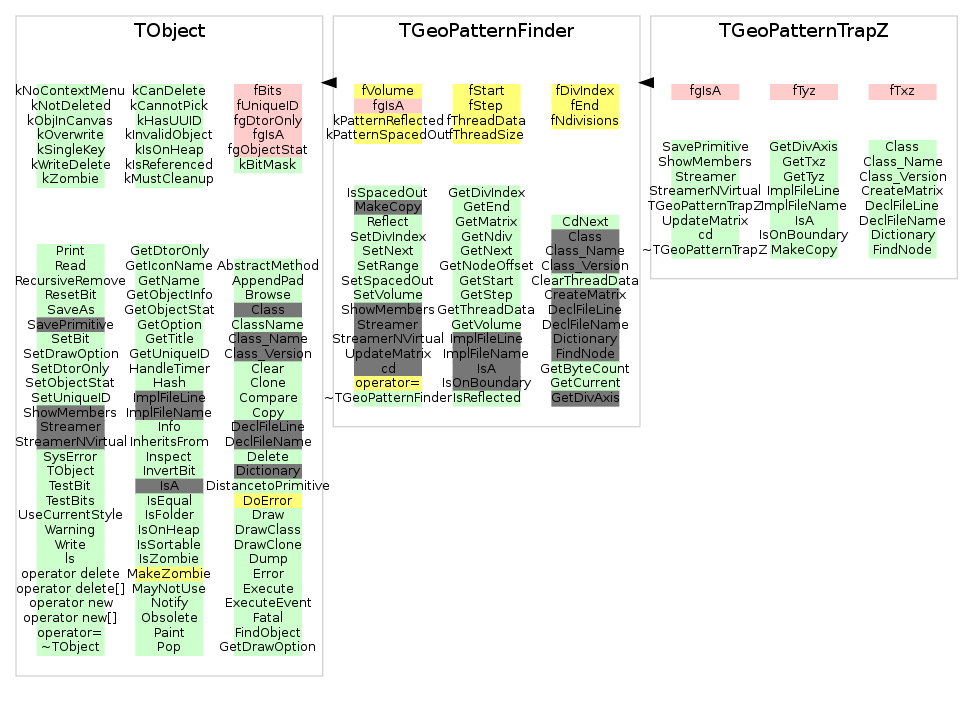 TObject
kNoContextMenu kCanDelete fBits
kNotDeleted kCannotPick fUniqueID
kObjInCanvas kHasUUID fgDtorOnly
kOverwrite kInvalidObject fgIsA
kSingleKey kIsOnHeap fgObjectStat
kWriteDelete kIsReferenced kBitMask
kZombie kMustCleanup
Print GetDtorOnly
Read GetIconName AbstractMethod
RecursiveRemove GetName AppendPad
ResetBit GetObjectInfo Browse
SaveAs GetObjectStat Class
SavePrimitive GetOption ClassName
SetBit GetTitle Class_Name
SetDrawOption GetUniqueID Class_Version
SetDtorOnly HandleTimer Clear
SetObjectStat Hash Clone
SetUniqueID ImplFileLine Compare
ShowMembers ImplFileName Copy
Streamer Info DeclFileLine
StreamerNVirtual InheritsFrom DeclFileName
SysError Inspect Delete
TObject InvertBit Dictionary
TestBit IsA DistancetoPrimitive
TestBits IsEqual DoError
UseCurrentStyle IsFolder Draw
Warning IsOnHeap DrawClass
Write IsSortable DrawClone
ls IsZombie Dump
operator delete MakeZombie Error
operator delete[] MayNotUse Execute
operator new Notify ExecuteEvent
operator new[] Obsolete Fatal
operator= Paint FindObject
~TObject Pop GetDrawOption
TGeoPatternFinder
fVolume fStart fDivIndex
fgIsA fStep fEnd
kPatternReflected fThreadData fNdivisions
kPatternSpacedOut fThreadSize
IsSpacedOut GetDivIndex
MakeCopy GetEnd
Reflect GetMatrix CdNext
SetDivIndex GetNdiv Class
SetNext GetNext Class_Name
SetRange GetNodeOffset Class_Version
SetSpacedOut GetStart ClearThreadData
SetVolume GetStep CreateMatrix
ShowMembers GetThreadData DeclFileLine
Streamer GetVolume DeclFileName
StreamerNVirtual ImplFileLine Dictionary
UpdateMatrix ImplFileName FindNode
cd IsA GetByteCount
operator= IsOnBoundary GetCurrent
~TGeoPatternFinder IsReflected GetDivAxis
TGeoPatternTrapZ
fgIsA fTyz fTxz
SavePrimitive GetDivAxis Class
ShowMembers GetTxz Class_Name
Streamer GetTyz Class_Version
StreamerNVirtual ImplFileLine CreateMatrix
TGeoPatternTrapZ ImplFileName DeclFileLine
UpdateMatrix IsA DeclFileName
cd IsOnBoundary Dictionary
~TGeoPatternTrapZ MakeCopy FindNode